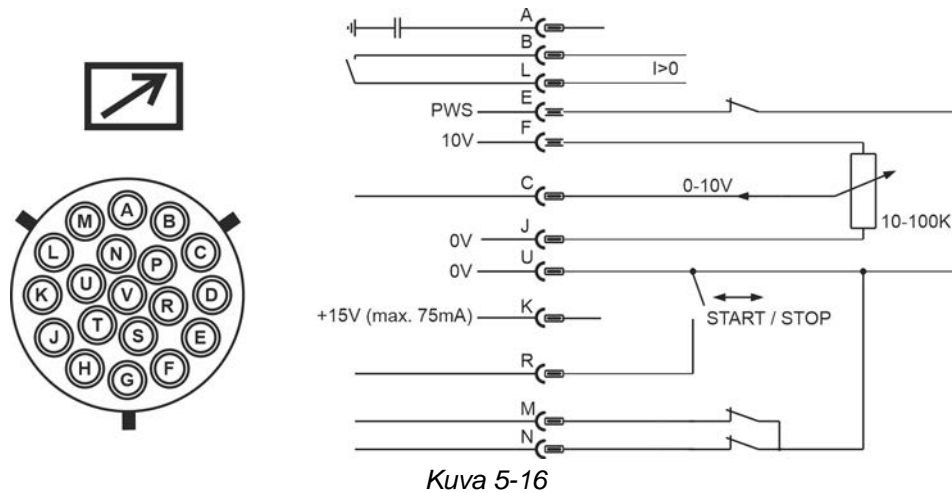 A
B
L
I>0
E
PWS
F
10V
C
0-10V
10-100K
J
0V
U
0V
K
+15V (max. 75mA)
START / STOP
R
M
N
A
M
B
N
L
P
C
U
K
V
D
R
T
J
S
E
H
F
G
Kuva 5-16